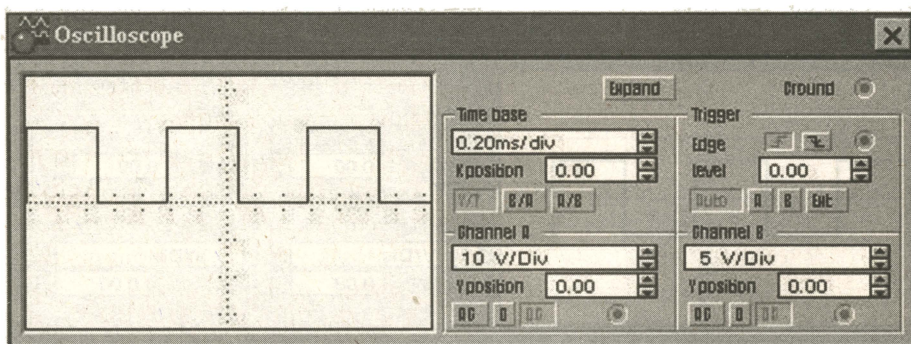 Oscilloscope
Expand Ground
Time base Trigger
0.20ms/div Edge
Xposition 0.00 level 0.00
Y/T B/A A/B Auto A B Ext
Channel A Channel B
10 V/Div 5 V/Div
Yposition 0.00 Yposition 0.00
AC 0 DC AC 0 DC